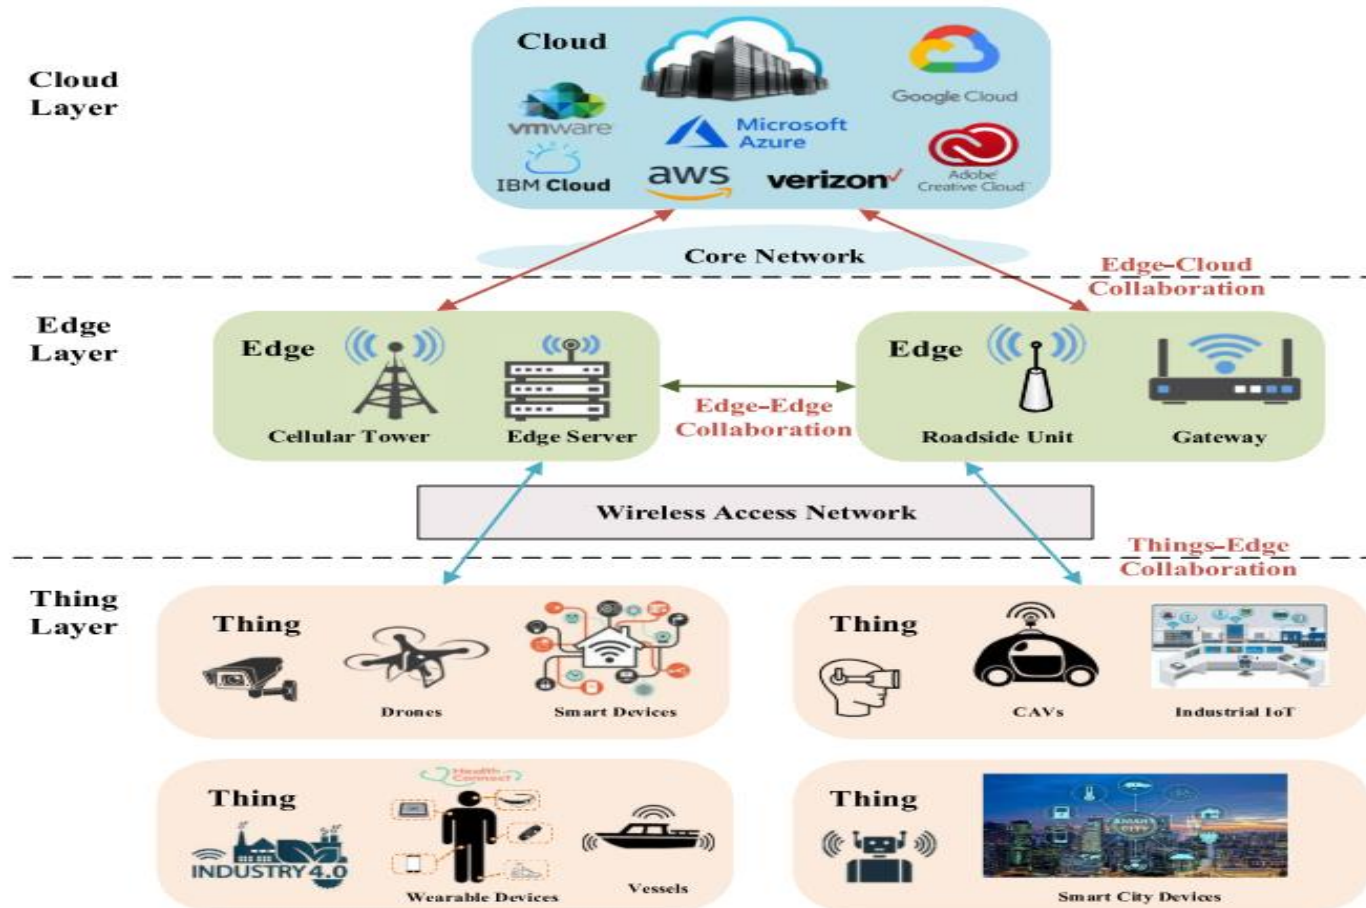 Cloud
Layer
Cloud
Google Cloud
vmware
Microsoft
Azure
IBM Cloud
aws
verizon
Adobe
Creative Cloud
Core Network
Edge-Cloud
Collaboration
Edge
Layer
Edge
Cellular Tower
Edge Server
Edge-Edge
Collaboration
Edge
Roadside Unit
Gateway
Wireless Access Network
Things-Edge
Collaboration
Thing
Layer
Thing
Drones
Smart Devices
Thing
CAVs
Industrial IoT
Thing
INDUSTRY 4.0
Health
Connect
Wearable Devices
Vessels
Thing
SMART
CITY
Smart City Devices